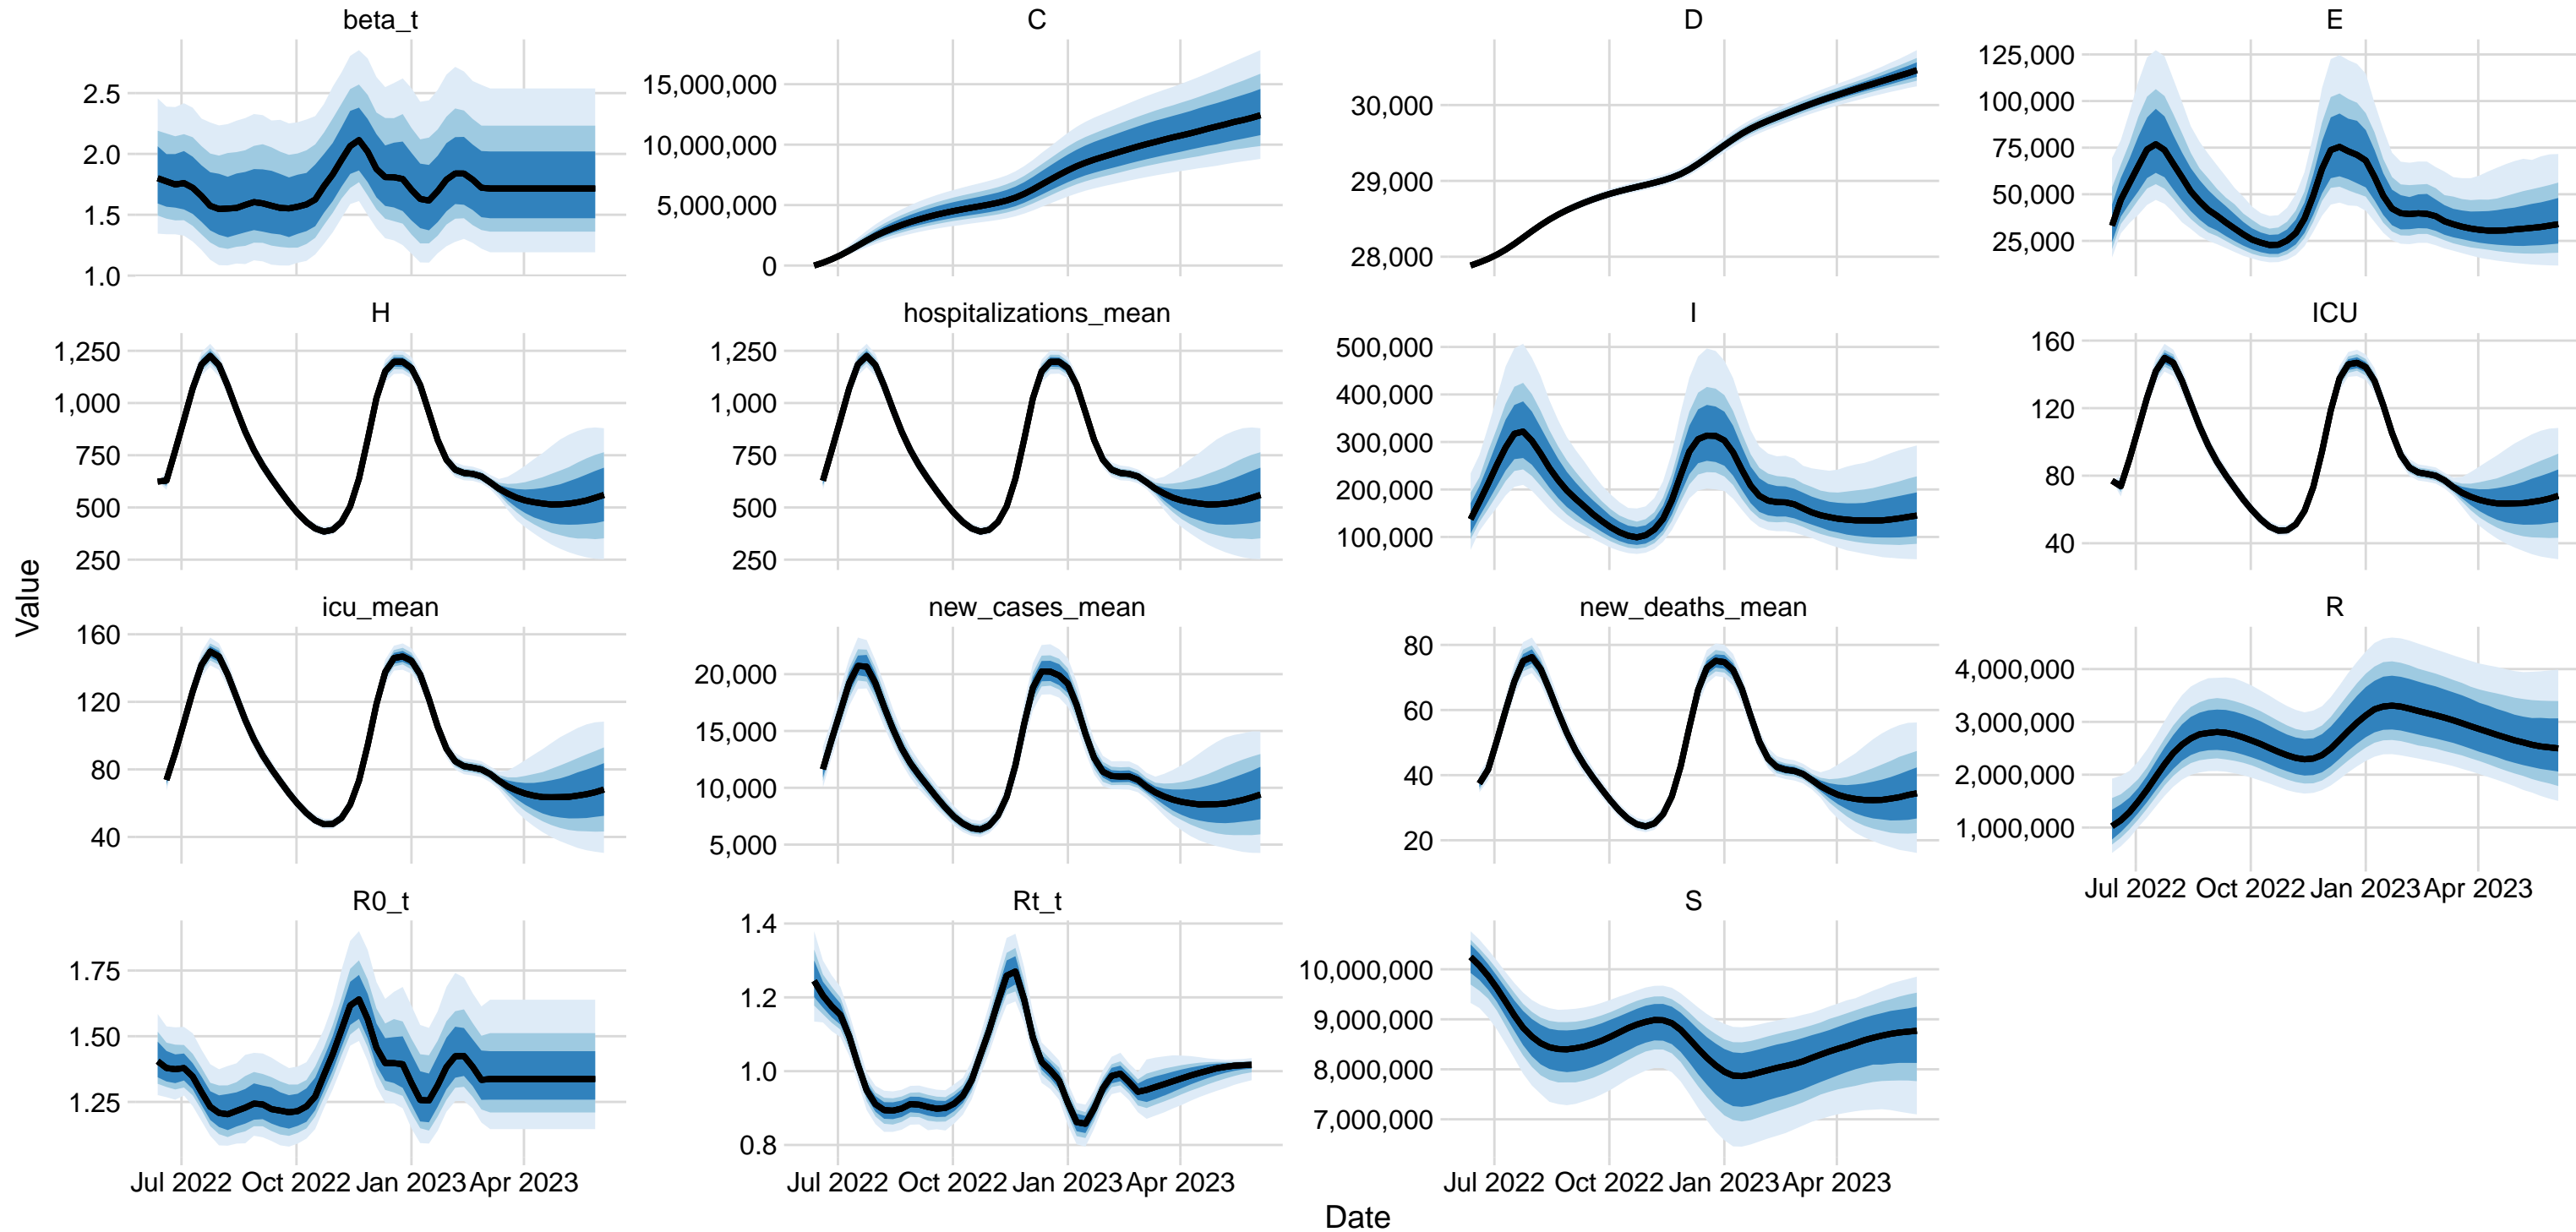 beta_t
C
D
E
2.5
2.0
1.5
1.0
15,000,000
10,000,000
5,000,000
0
30,000
29,000
28,000
125,000
100,000
75,000
50,000
25,000
H
hospitalizations_mean
I
ICU
1,250
1,000
750
500
250
1,250
1,000
750
500
250
500,000
400,000
300,000
200,000
100,000
160
120
80
40
Value
icu_mean
new_cases_mean
new_deaths_mean
R
160
120
80
40
20,000
15,000
10,000
5,000
80
60
40
20
4,000,000
3,000,000
2,000,000
1,000,000
Jul 2022 Oct 2022 Jan 2023 Apr 2023
R0_t
Rt_t
S
1.75
1.50
1.25
1.4
1.2
1.0
0.8
10,000,000
9,000,000
8,000,000
7,000,000
Jul 2022 Oct 2022 Jan 2023 Apr 2023
Jul 2022 Oct 2022 Jan 2023 Apr 2023
Jul 2022 Oct 2022 Jan 2023 Apr 2023
Date